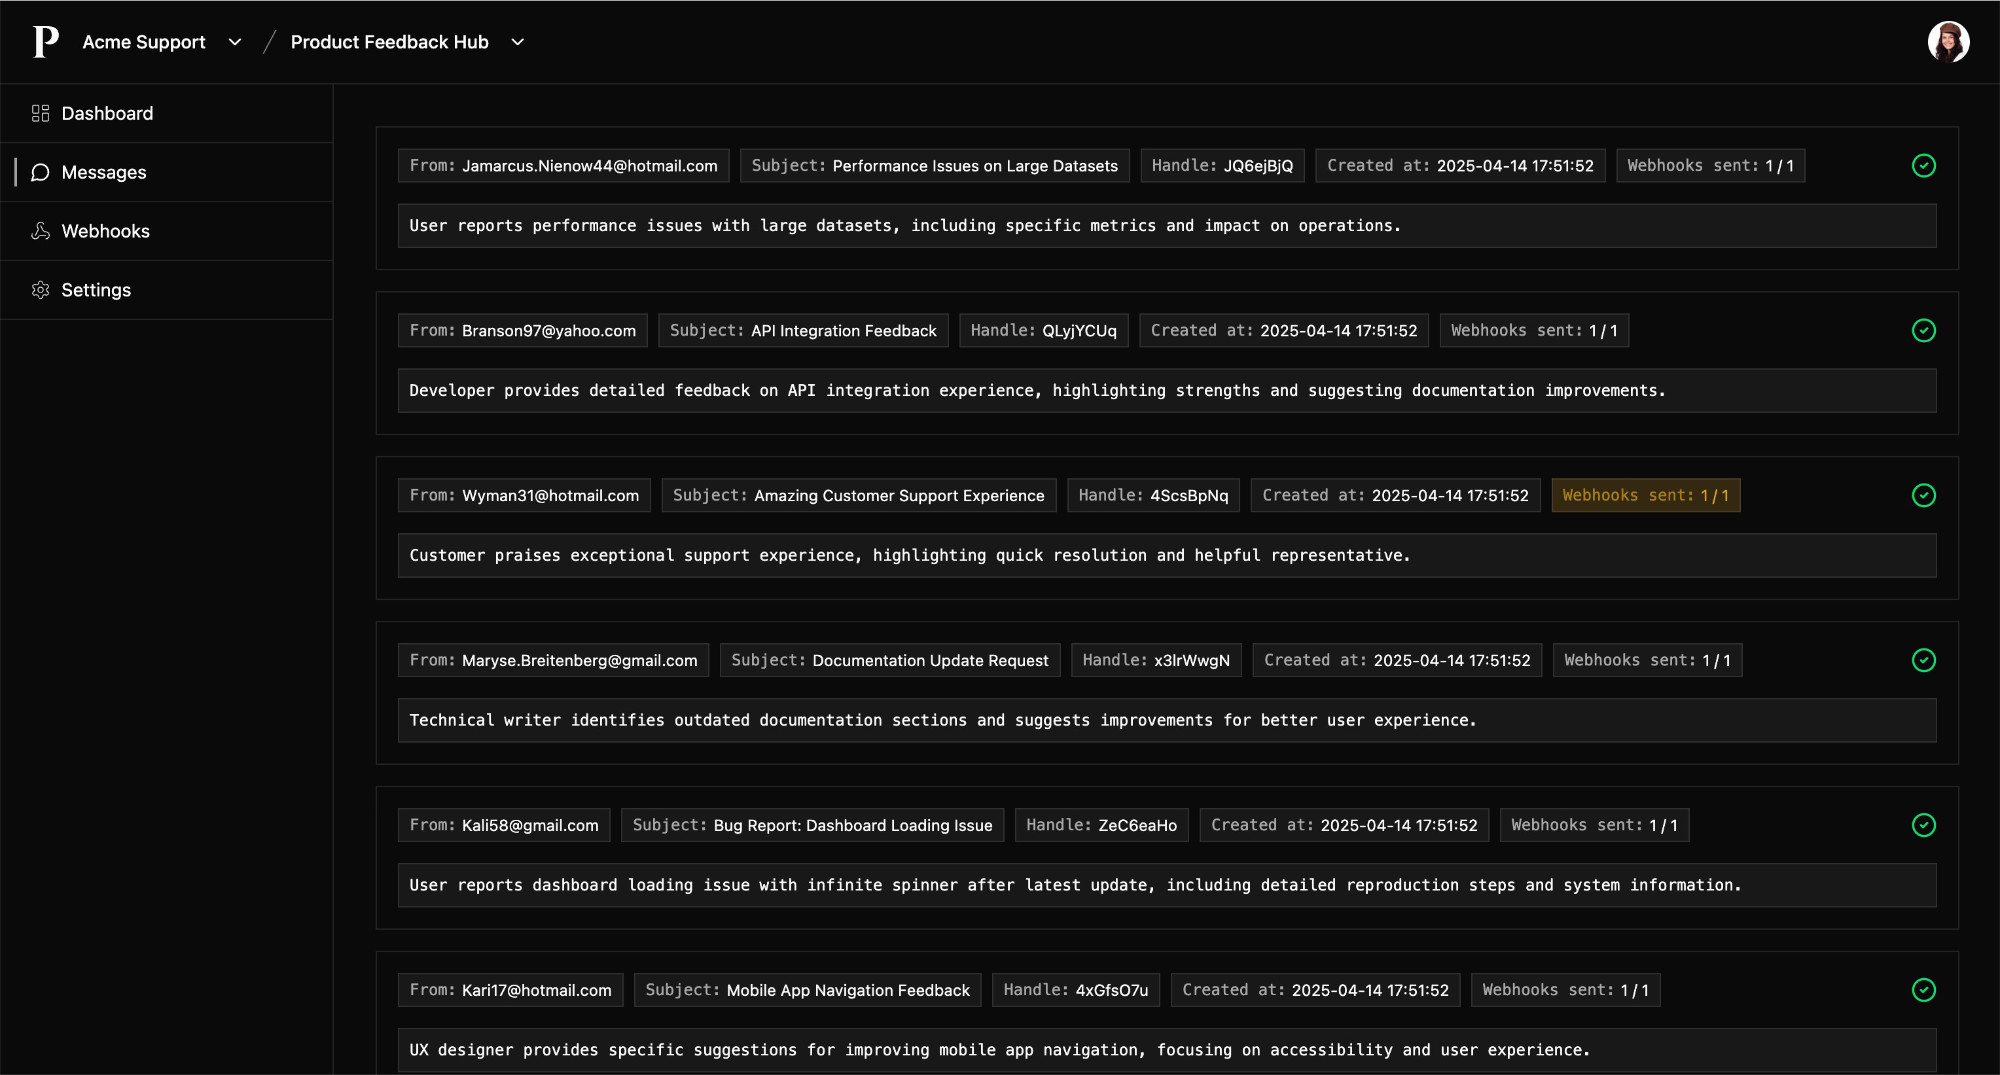 P Acme Support / Product Feedback Hub
Dashboard
Messages
Webhooks
Settings
From: Jamarcus.Nienow44@hotmail.com Subject: Performance Issues on Large Datasets Handle: JQ6ejBjQ Created at: 2025-04-14 17:51:52 Webhooks sent: 1 / 1
User reports performance issues with large datasets, including specific metrics and impact on operations.
From: Branson97@yahoo.com Subject: API Integration Feedback Handle: QLyjYCUq Created at: 2025-04-14 17:51:52 Webhooks sent: 1 / 1
Developer provides detailed feedback on API integration experience, highlighting strengths and suggesting documentation improvements.
From: Wyman31@hotmail.com Subject: Amazing Customer Support Experience Handle: 4ScsBpNq Created at: 2025-04-14 17:51:52 Webhooks sent: 1 / 1
Customer praises exceptional support experience, highlighting quick resolution and helpful representative.
From: Maryse.Breitenberg@gmail.com Subject: Documentation Update Request Handle: x3lrWwgN Created at: 2025-04-14 17:51:52 Webhooks sent: 1 / 1
Technical writer identifies outdated documentation sections and suggests improvements for better user experience.
From: Kali58@gmail.com Subject: Bug Report: Dashboard Loading Issue Handle: ZeC6eaHo Created at: 2025-04-14 17:51:52 Webhooks sent: 1 / 1
User reports dashboard loading issue with infinite spinner after latest update, including detailed reproduction steps and system information.
From: Kari17@hotmail.com Subject: Mobile App Navigation Feedback Handle: 4xGfsO7u Created at: 2025-04-14 17:51:52 Webhooks sent: 1 / 1
UX designer provides specific suggestions for improving mobile app navigation, focusing on accessibility and user experience.